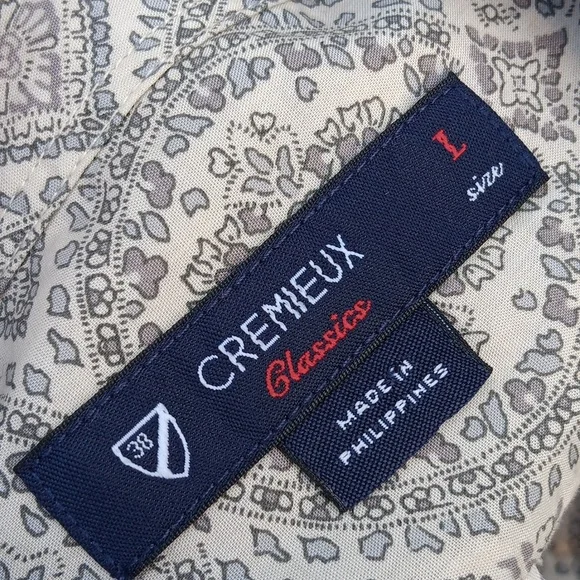 38
CREMIEUX
Classics
L
size
MADE IN
PHILIPPINES